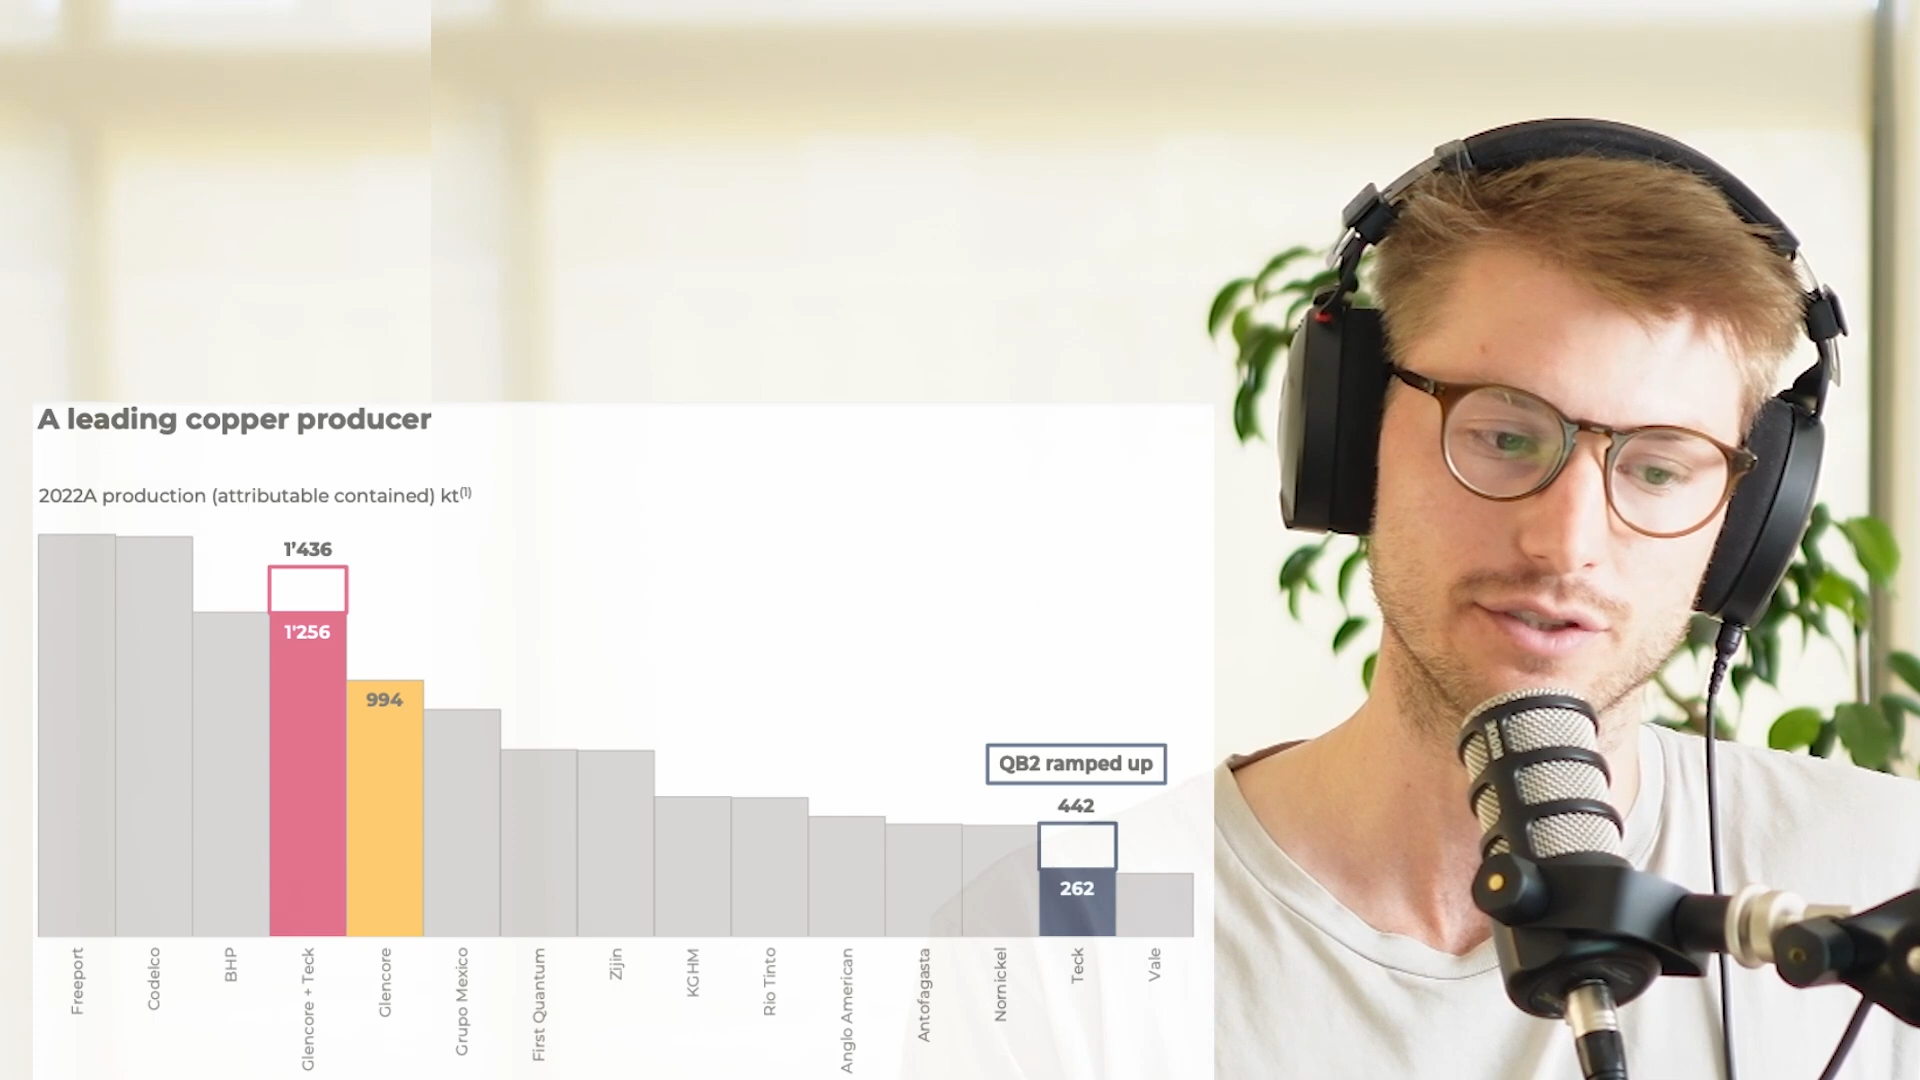 A leading copper producer
2022A production (attributable contained) kt(1)
1'436
1'256
994
QB2 ramped up
442
262
Freeport
Codelco
BHP
Glencore + Teck
Glencore
Grupo Mexico
First Quantum
Zijin
KGHM
Rio Tinto
Anglo American
Antofagasta
Nornickel
Teck
Vale
RODE